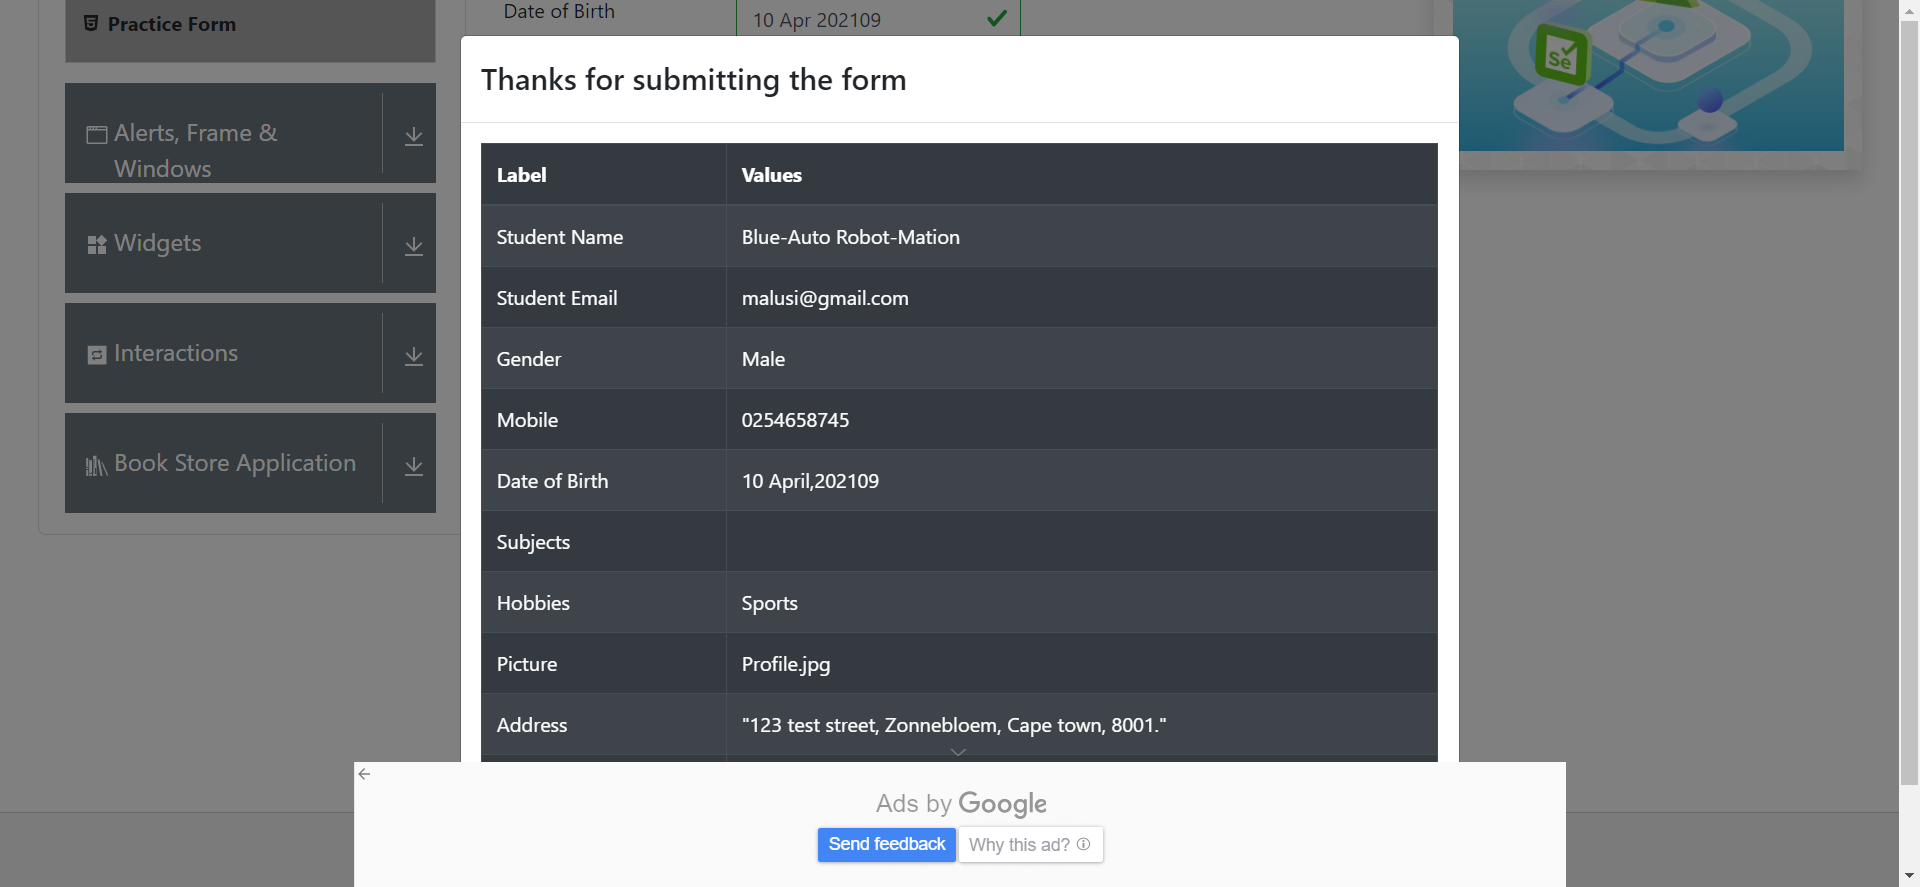 Practice Form
Alerts, Frame &
Windows
Widgets
Interactions
Book Store Application
Date of Birth
10 Apr 202109
Se
Thanks for submitting the form
Label Values
Student Name Blue-Auto Robot-Mation
Student Email malusi@gmail.com
Gender Male
Mobile 0254658745
Date of Birth 10 April,202109
Subjects
Hobbies Sports
Picture Profile.jpg
Address "123 test street, Zonnebloem, Cape town, 8001."
Ads by Google
Send feedback
Why this ad?